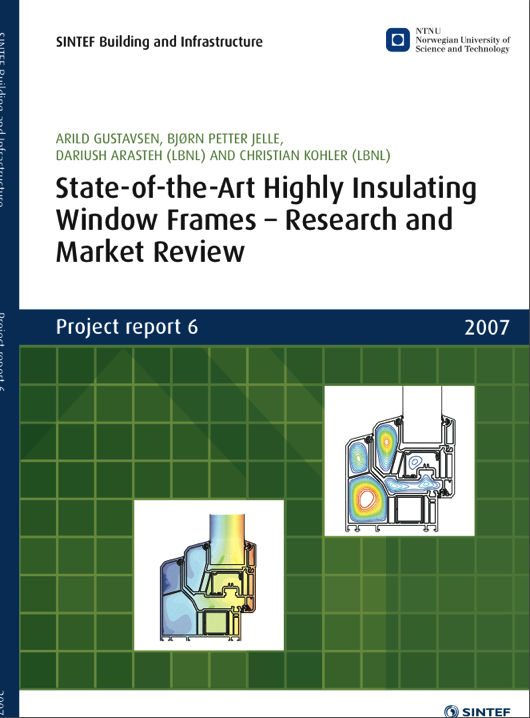 SINTEF Building and Infrastructure
NTNU
Norwegian University of
Science and Technology
ARILD GUSTAVSEN, BJØRN PETTER JELLE,
DARIUSH ARASTEH (LBNL) AND CHRISTIAN KOHLER (LBNL)
State-of-the-Art Highly Insulating
Window Frames – Research and
Market Review
Project report 6
2007
SINTEF
SINTEF Building and Infrastructure
Project report 6
2007